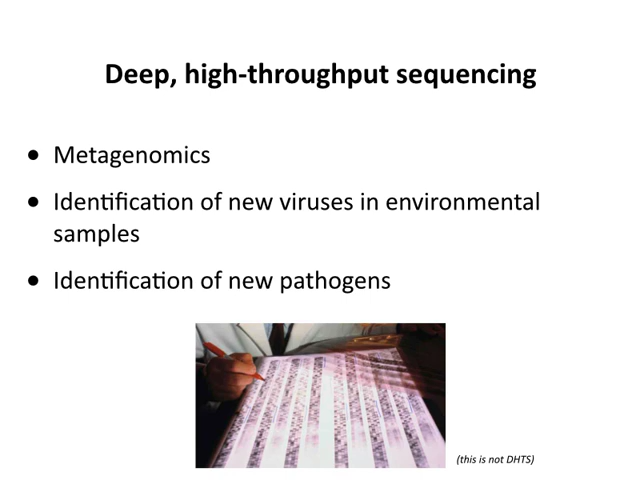 Deep, high-throughput sequencing
• Metagenomics
• Identification of new viruses in environmental
samples
• Identification of new pathogens
(this is not DHTS)